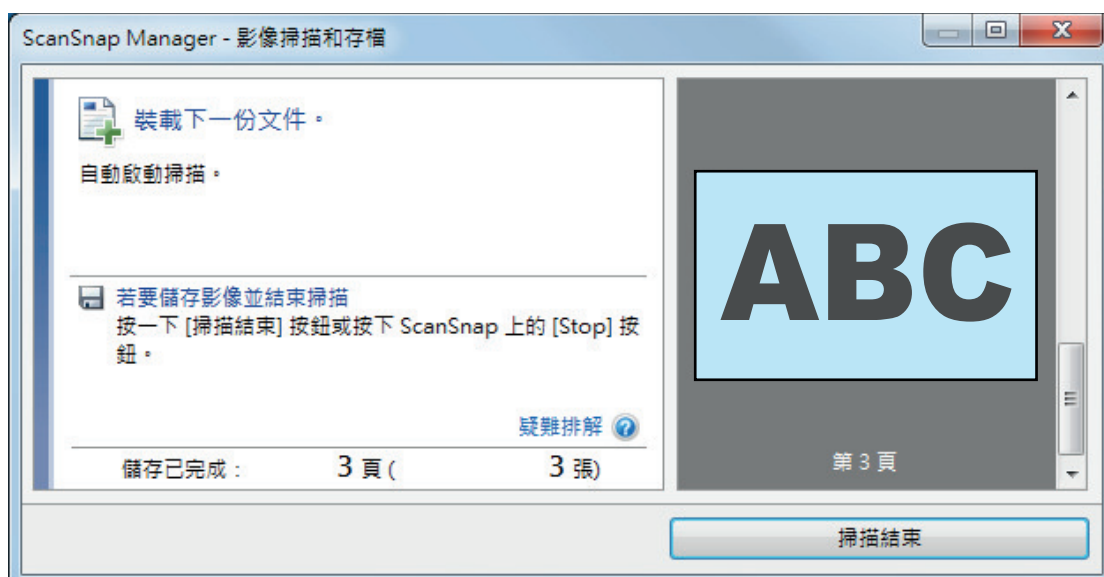 ScanSnap Manager - 影像掃描和存檔
裝載下一份文件。
自動啟動掃描。
若要儲存影像並結束掃描
按一下 [掃描結束] 按鈕或按下 ScanSnap 上的 [Stop] 按
鈕。
疑難排解
儲存已完成： 3 頁 ( 3 張)
ABC
第 3 頁
掃描結束